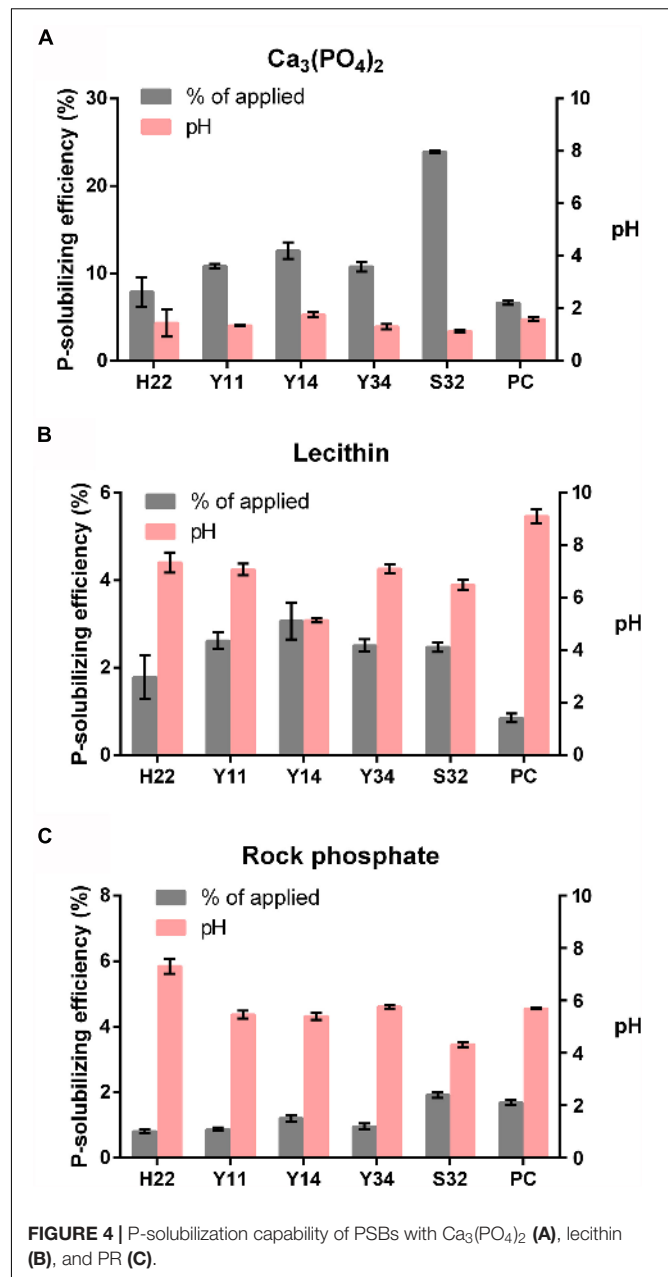 A
Ca₃(PO₄)₂
% of applied
pH
P-solubilizing efficiency (%)
30
20
10
0
10
8
6
4
2
0
pH
H22 Y11 Y14 Y34 S32 PC
B
Lecithin
% of applied
pH
P-solubilizing efficiency (%)
6
4
2
0
10
8
6
4
2
0
pH
H22 Y11 Y14 Y34 S32 PC
C
Rock phosphate
% of applied
pH
P-solubilizing efficiency (%)
8
6
4
2
0
10
8
6
4
2
0
pH
H22 Y11 Y14 Y34 S32 PC
FIGURE 4 | P-solubilization capability of PSBs with Ca₃(PO₄)₂ (A), lecithin
(B), and PR (C).